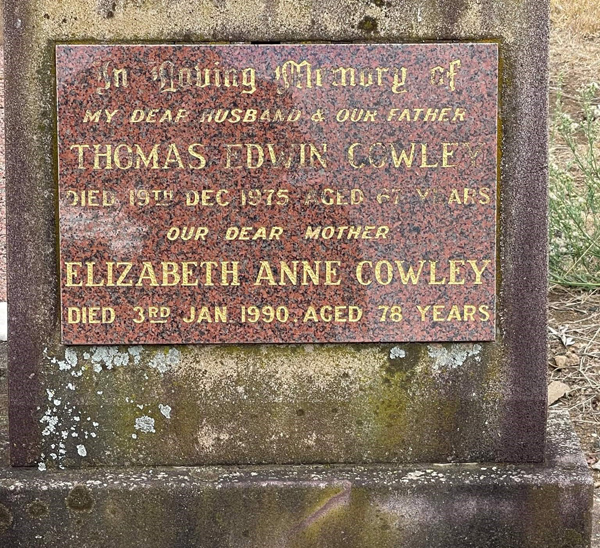 In Loving Memory of
MY DEAR HUSBAND & OUR FATHER
THOMAS EDWIN COWLEY
DIED 19TH DEC 1975 AGED 67 YEARS
OUR DEAR MOTHER
ELIZABETH ANNE COWLEY
DIED 3RD JAN 1990 AGED 78 YEARS